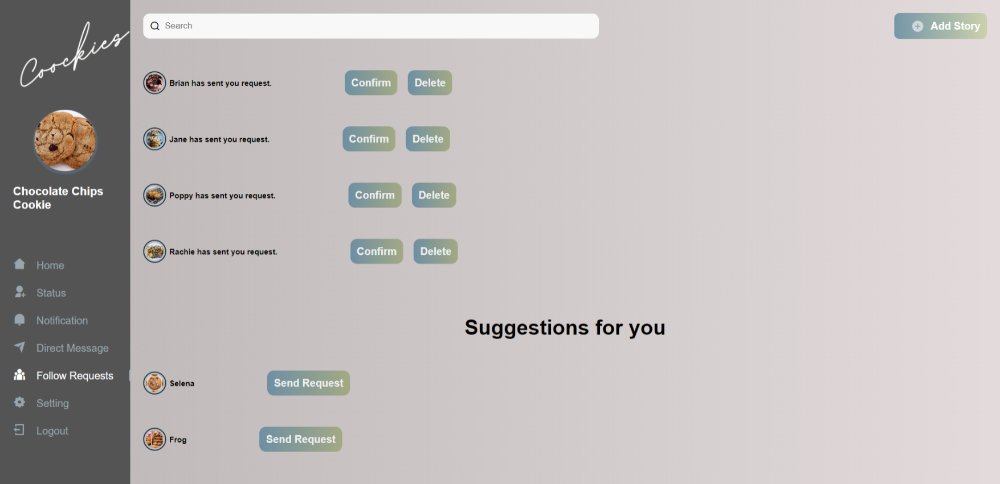 Coockies
Search
Add Story
Chocolate Chips
Cookie
Home
Status
Notification
Direct Message
Follow Requests
Setting
Logout
Brian has sent you request. Confirm Delete
Jane has sent you request. Confirm Delete
Poppy has sent you request. Confirm Delete
Rachie has sent you request. Confirm Delete
Suggestions for you
Selena Send Request
Frog Send Request